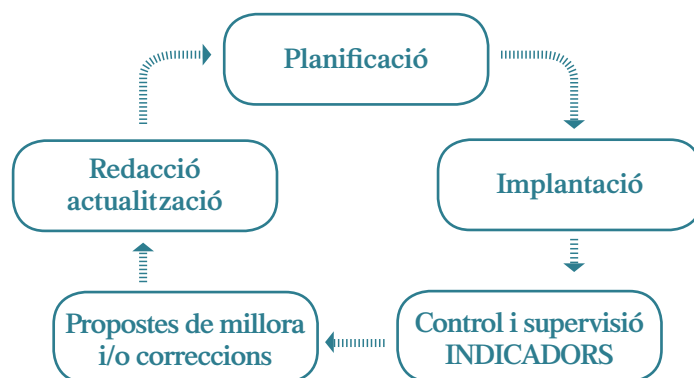 Planificació
Redacció
actualització
Implantació
Propostes de millora
i/o correccions
Control i supervisió
INDICADORS